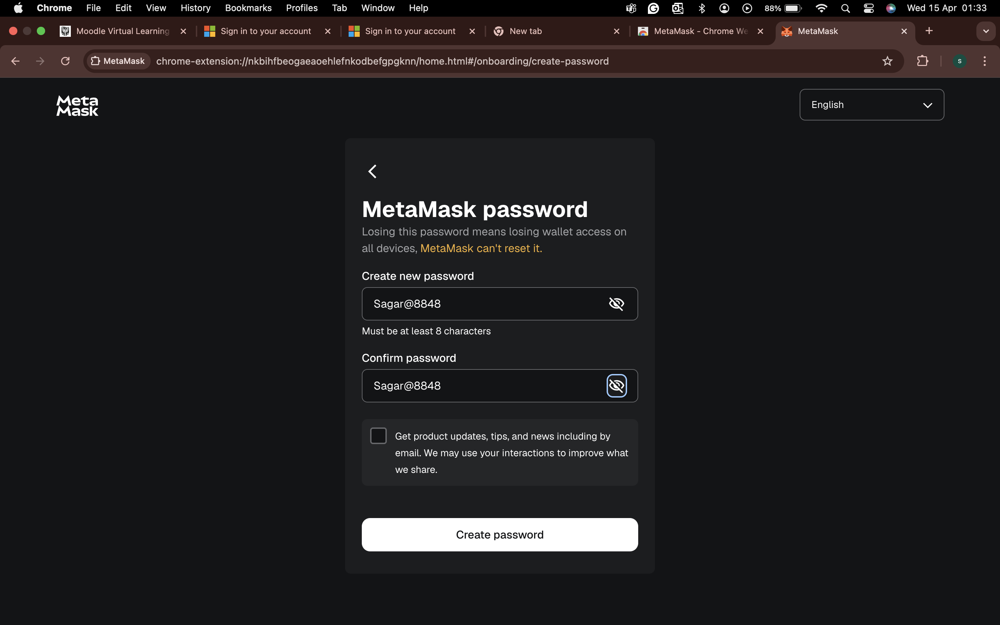 Chrome File Edit View History Bookmarks Profiles Tab Window Help 88% Wed 15 Apr 01:33
Moodle Virtual Learning Sign in to your account Sign in to your account New tab MetaMask - Chrome We MetaMask
MetaMask chrome-extension://nkbihfbeogaeaoehlefnkodbefgpgknn/home.html#/onboarding/create-password S
Meta
Mask
English
MetaMask password
Losing this password means losing wallet access on
all devices, MetaMask can't reset it.
Create new password
Sagar@8848
Must be at least 8 characters
Confirm password
Sagar@8848
Get product updates, tips, and news including by
email. We may use your interactions to improve what
we share.
Create password